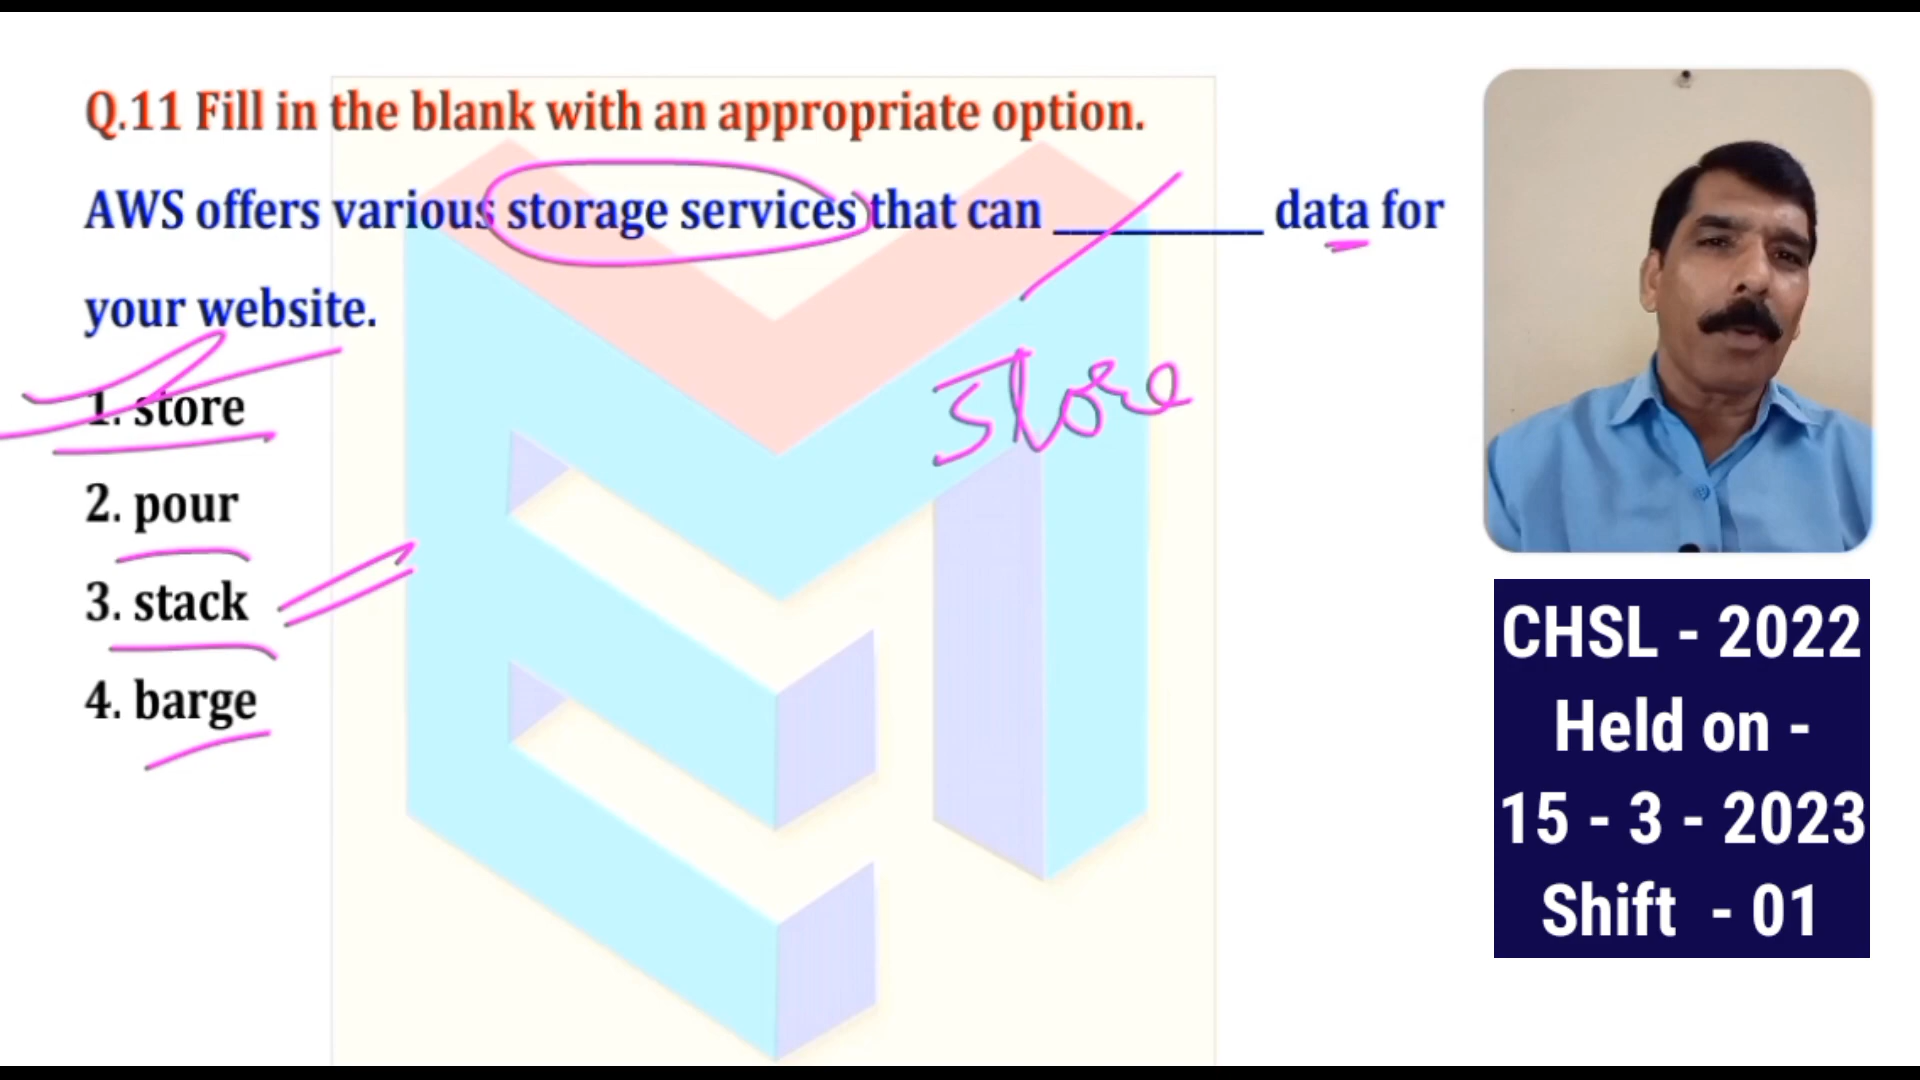 Q.11 Fill in the blank with an appropriate option.
AWS offers various storage services that can __________ data for
your website.
store
1. store
2. pour
3. stack
4. barge
CHSL - 2022
Held on -
15 - 3 - 2023
Shift - 01